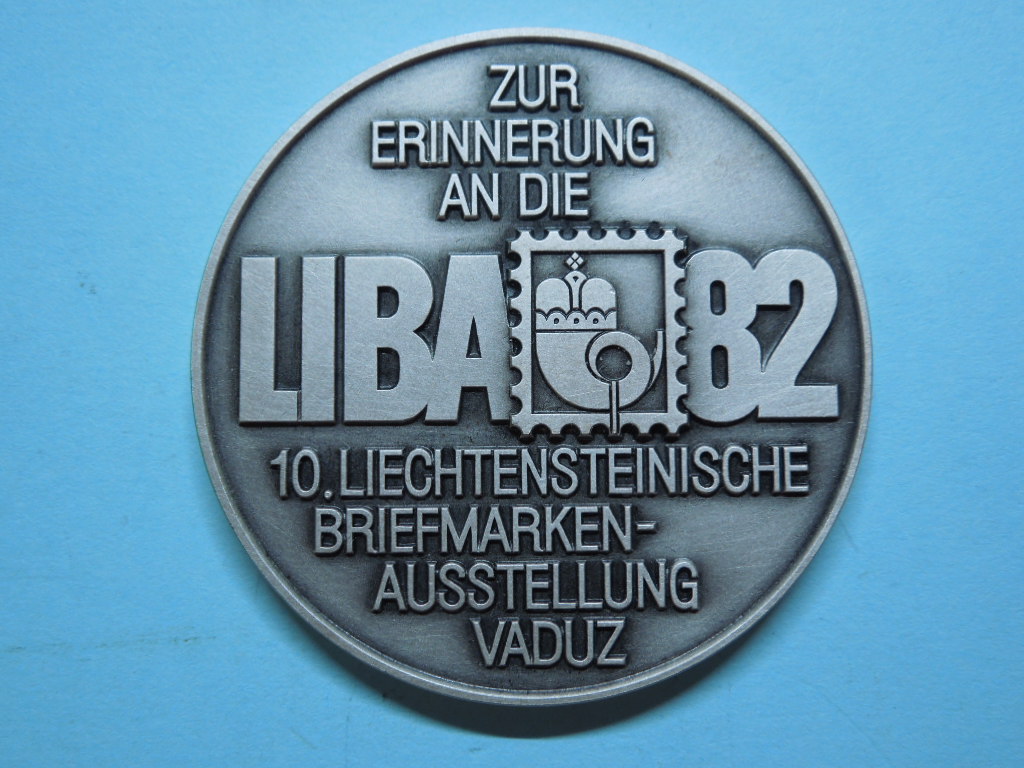 ZUR
ERINNERUNG
AN DIE
LIBA 82
10. LIECHTENSTEINISCHE
BRIEFMARKEN-
AUSSTELLUNG
VADUZ